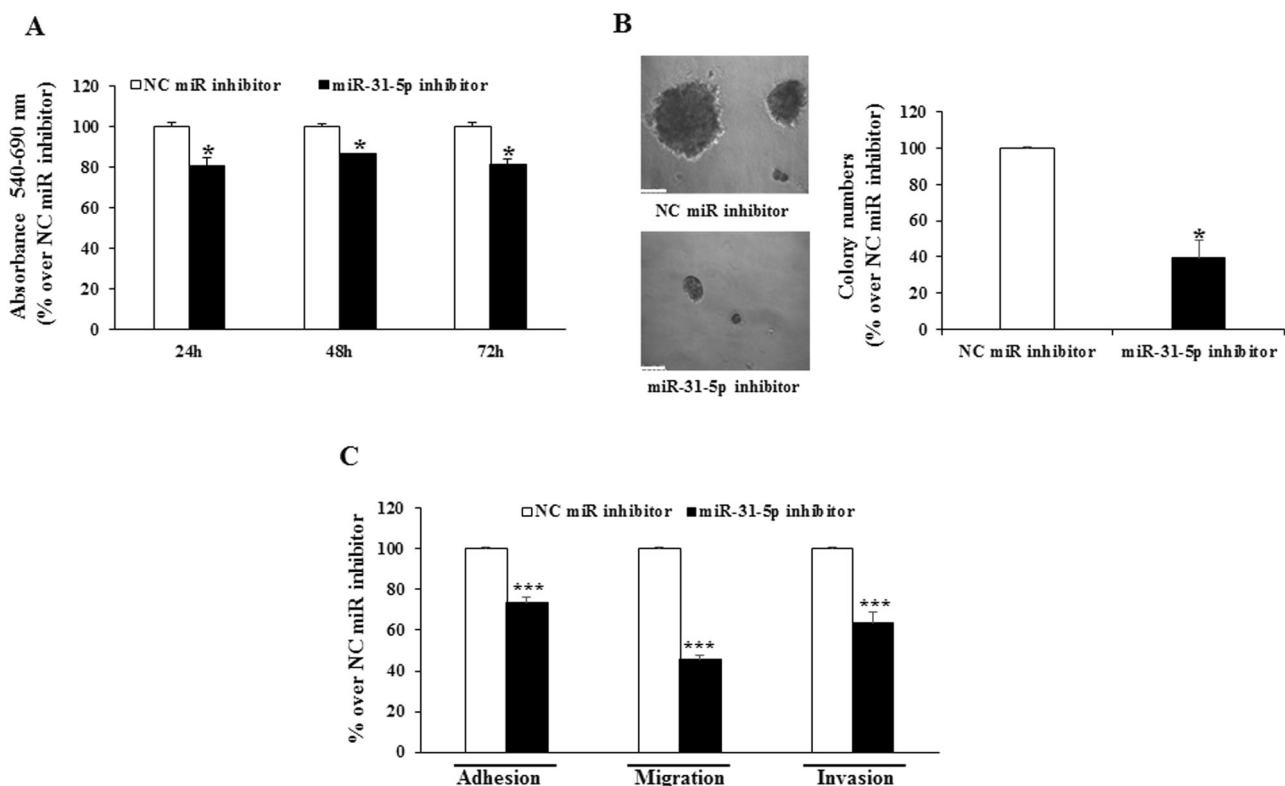 A
Absorbance 540-690 nm
(% over NC miR inhibitor)
NC miR inhibitor miR-31-5p inhibitor
120
100
80
60
40
20
0
* * *
24h 48h 72h
B
NC miR inhibitor
miR-31-5p inhibitor
Colony numbers
(% over NC miR inhibitor)
120
100
80
60
40
20
0
*
NC miR inhibitor miR-31-5p inhibitor
C
% over NC miR inhibitor
NC miR inhibitor miR-31-5p inhibitor
120
100
80
60
40
20
0
*** *** ***
Adhesion Migration Invasion